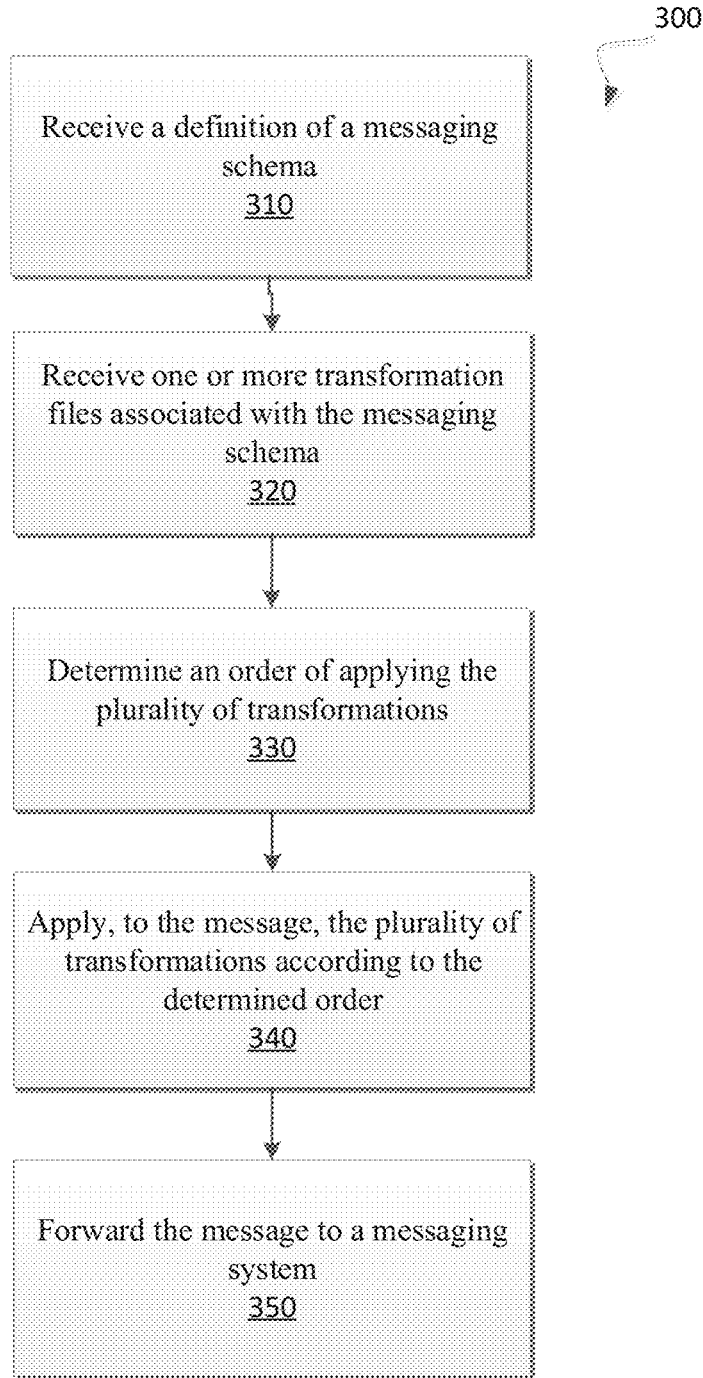 300
Receive a definition of a messaging
schema
310
Receive one or more transformation
files associated with the messaging
schema
320
Determine an order of applying the
plurality of transformations
330
Apply, to the message, the plurality of
transformations according to the
determined order
340
Forward the message to a messaging
system
350